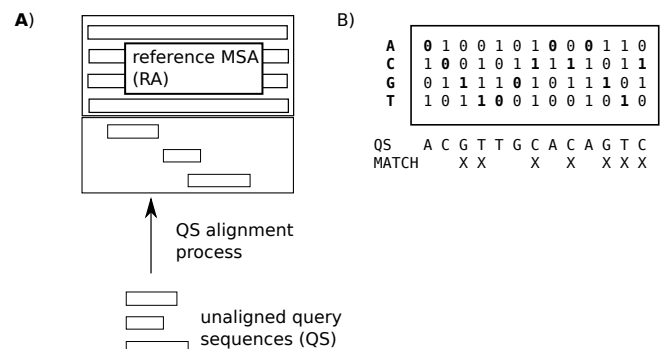 A)
reference MSA
(RA)
QS alignment
process
unaligned query
sequences (QS)
B)
A 0 1 0 0 1 0 1 0 0 0 1 1 0
C 1 0 0 1 0 1 1 1 1 1 0 1 1
G 0 1 1 1 1 0 1 0 1 1 1 0 1
T 1 0 1 1 0 0 1 0 0 1 0 1 0
QS A C G T T G C A C A G T C
MATCH X X X X X X X